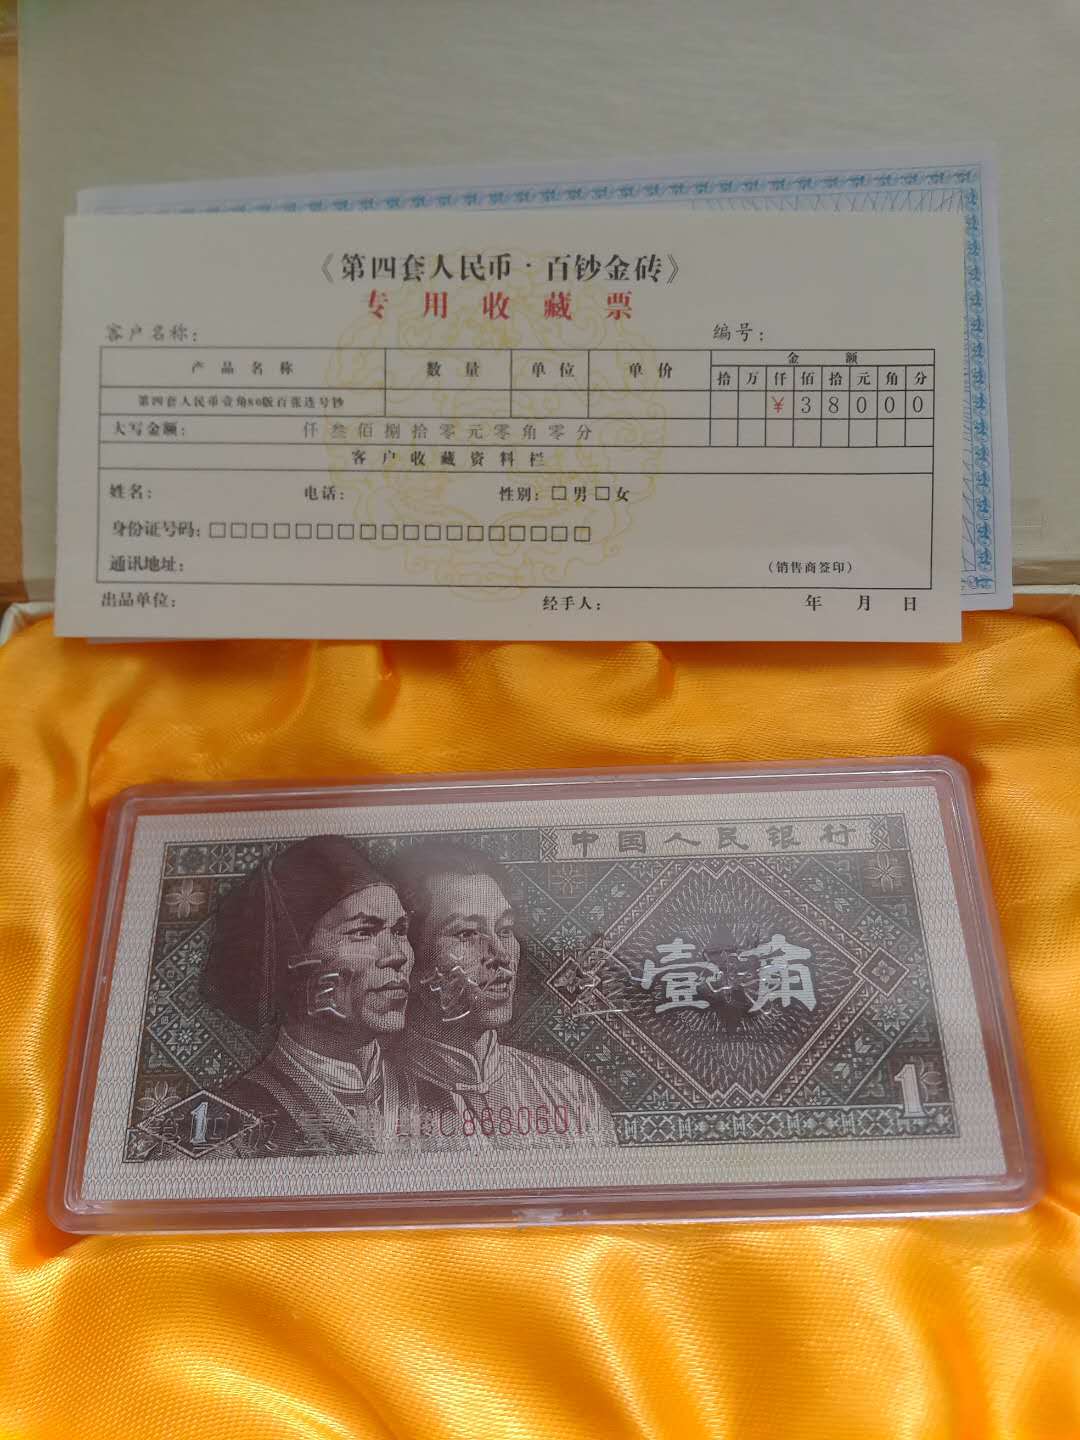 《第四套人民币·百钞金砖》
专用收藏票
客户名称： 编号：
产品名称 数量 单位 单价 金额
拾 万 仟 佰 拾 元 角 分
第四套人民币壹角80版百张连号钞 ¥ 3 8 0 0 0
大写金额： 仟叁佰捌拾零元零角零分
客户收藏资料栏
姓名： 电话： 性别：□男□女
身份证号码：□□□□□□□□□□□□□□□□□□
通讯地址： （销售商签印）
出品单位： 经手人： 年 月 日
中国人民银行
百钞
壹角
1
1
8880601